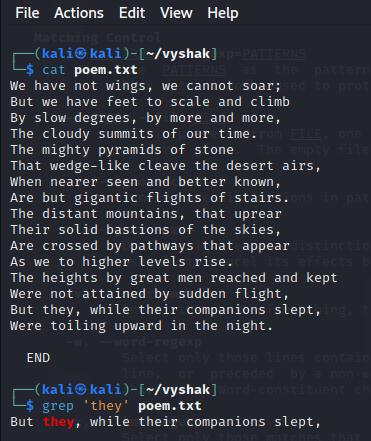 File Actions Edit View Help
┌──(kali㉿kali)-[~/vyshak]
└─$ cat poem.txt
We have not wings, we cannot soar;
But we have feet to scale and climb
By slow degrees, by more and more,
The cloudy summits of our time.
The mighty pyramids of stone
That wedge-like cleave the desert airs,
When nearer seen and better known,
Are but gigantic flights of stairs.
The distant mountains, that uprear
Their solid bastions of the skies,
Are crossed by pathways that appear
As we to higher levels rise.
The heights by great men reached and kept
Were not attained by sudden flight,
But they, while their companions slept,
Were toiling upward in the night.
END
┌──(kali㉿kali)-[~/vyshak]
└─$ grep 'they' poem.txt
But they, while their companions slept,